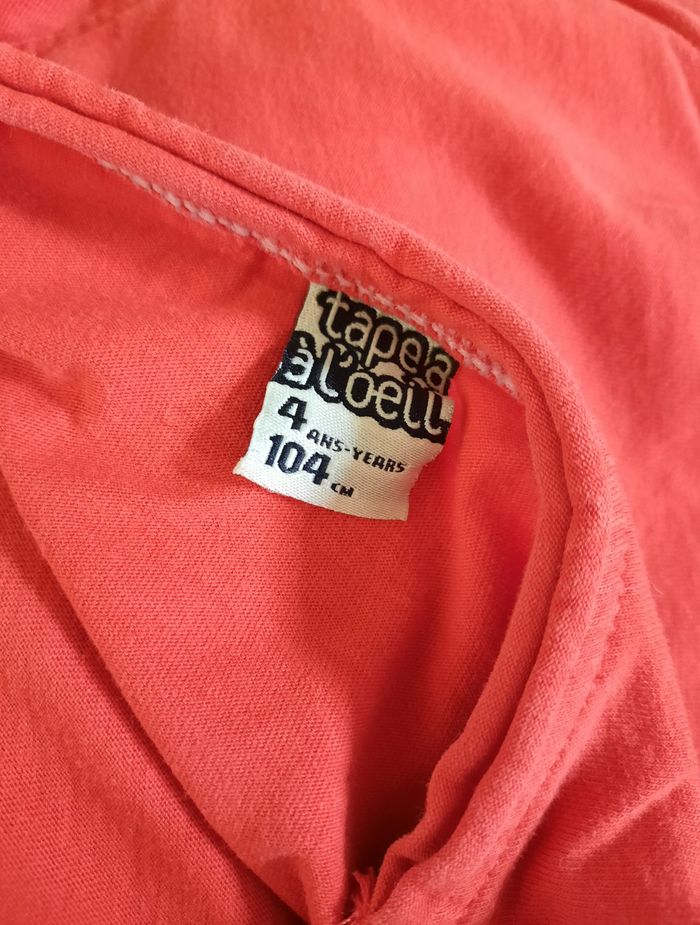 tape a
à l'oeil
4 ANS-YEARS
104 CM